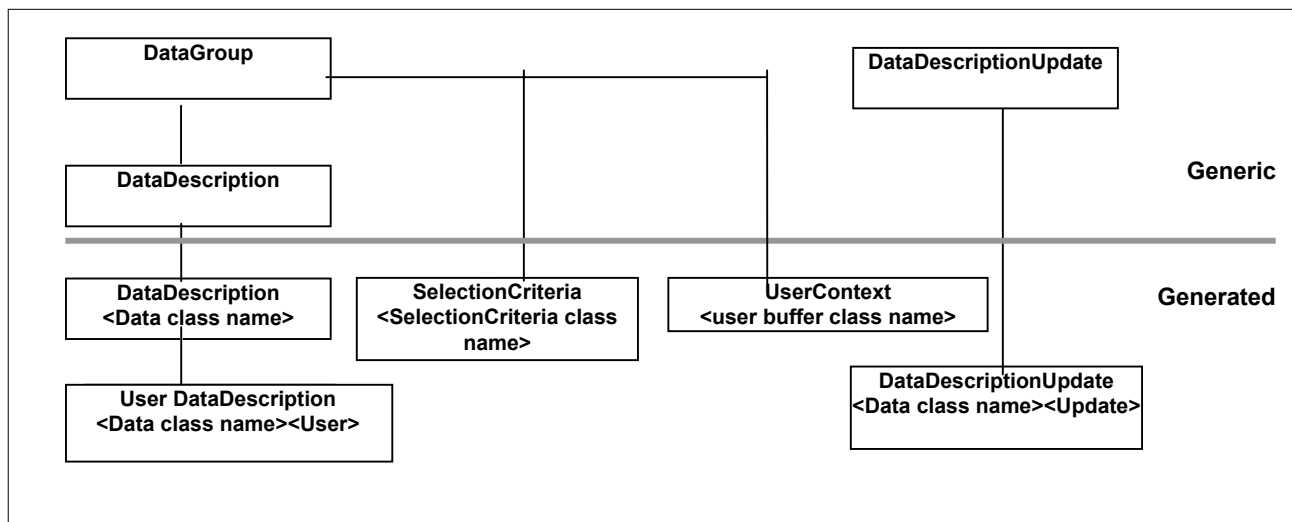 DataGroup
DataDescriptionUpdate
DataDescription
Generic
DataDescription
<Data class name>
SelectionCriteria
<SelectionCriteria class
name>
UserContext
<user buffer class name>
Generated
User DataDescription
<Data class name><User>
DataDescriptionUpdate
<Data class name><Update>